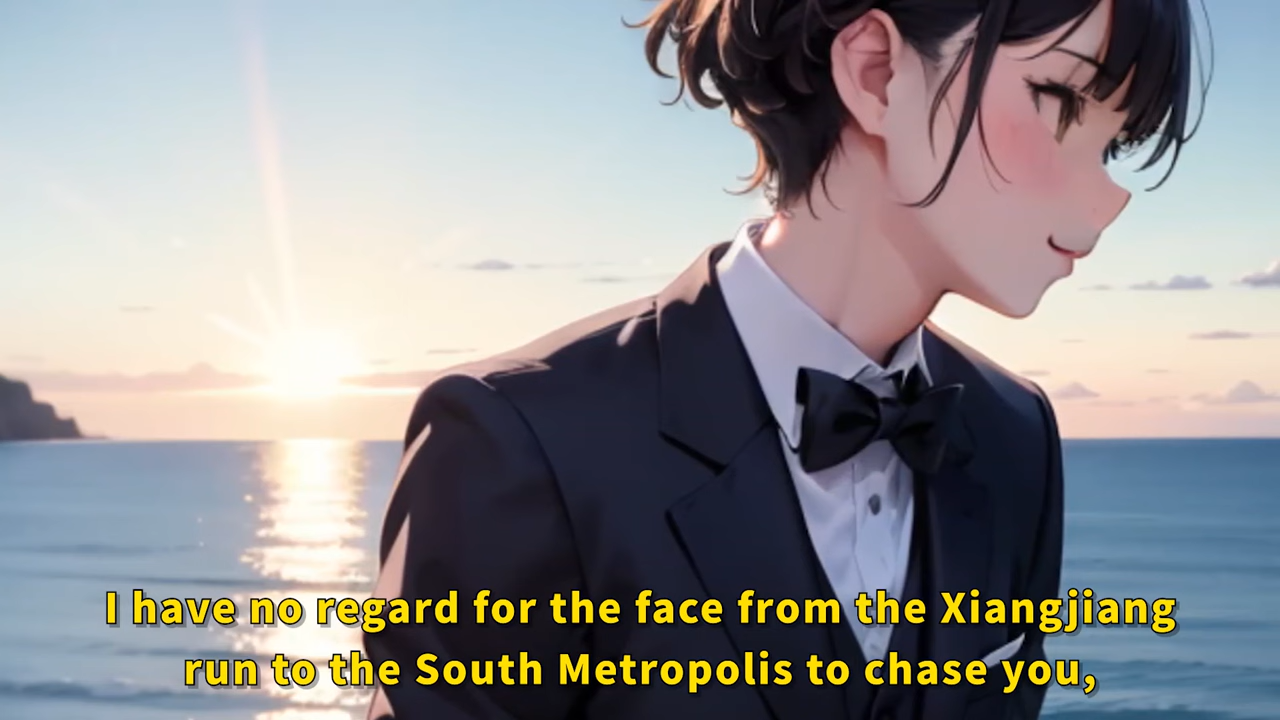 I have no regard for the face from the Xiangjiang
run to the South Metropolis to chase you,